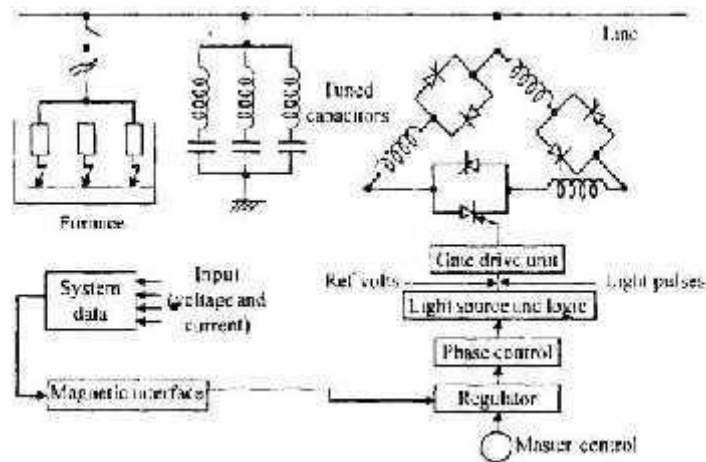 Line
Tuned
capacitors
Furnace
Gate drive unit
Ref volts
Light pulses
Light source and logic
System
data
Input
(voltage and
current)
Phase control
Magnetic interface
Regulator
Master control